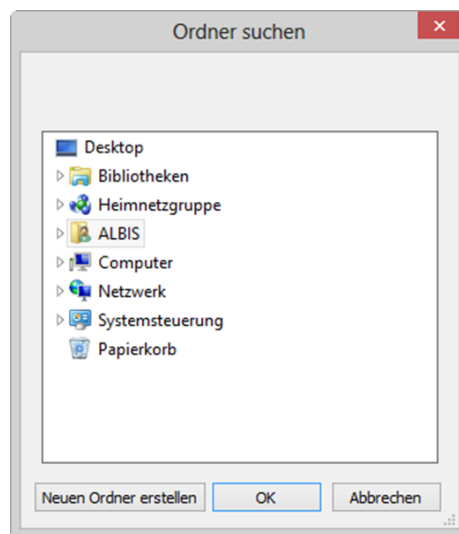 Ordner suchen
Desktop
Bibliotheken
Heimnetzgruppe
ALBIS
Computer
Netzwerk
Systemsteuerung
Papierkorb
Neuen Ordner erstellen OK Abbrechen